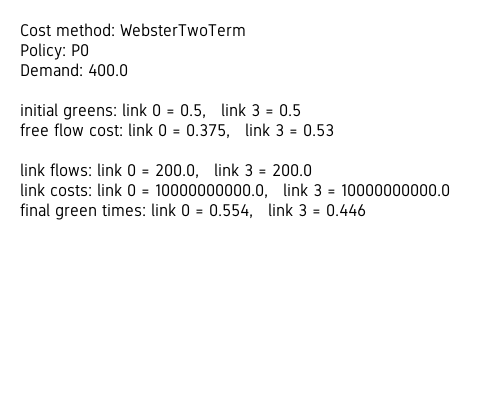 Cost method: WebsterTwoTerm
Policy: P0
Demand: 400.0
initial greens: link 0 = 0.5,   link 3 = 0.5
free flow cost: link 0 = 0.375,   link 3 = 0.53
link flows: link 0 = 200.0,   link 3 = 200.0
link costs: link 0 = 10000000000.0,   link 3 = 10000000000.0
final green times: link 0 = 0.554,   link 3 = 0.446